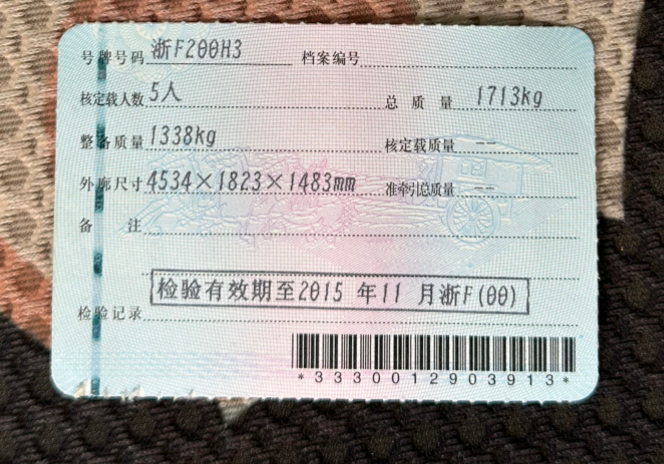 号牌号码 浙F200H3 档案编号
核定载人数 5人 总质量 1713kg
整备质量 1338kg 核定载质量 --
外廓尺寸 4534×1823×1483mm 准牵引总质量 --
备注
检验有效期至2015 年11 月浙F(00)
检验记录
*3330012903913*